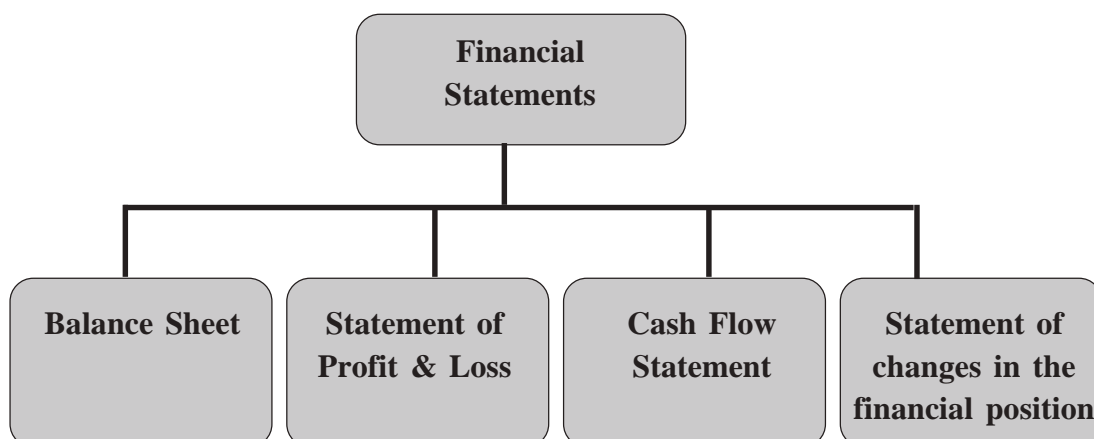 Financial
Statements
Balance Sheet
Statement of
Profit & Loss
Cash Flow
Statement
Statement of
changes in the
financial position